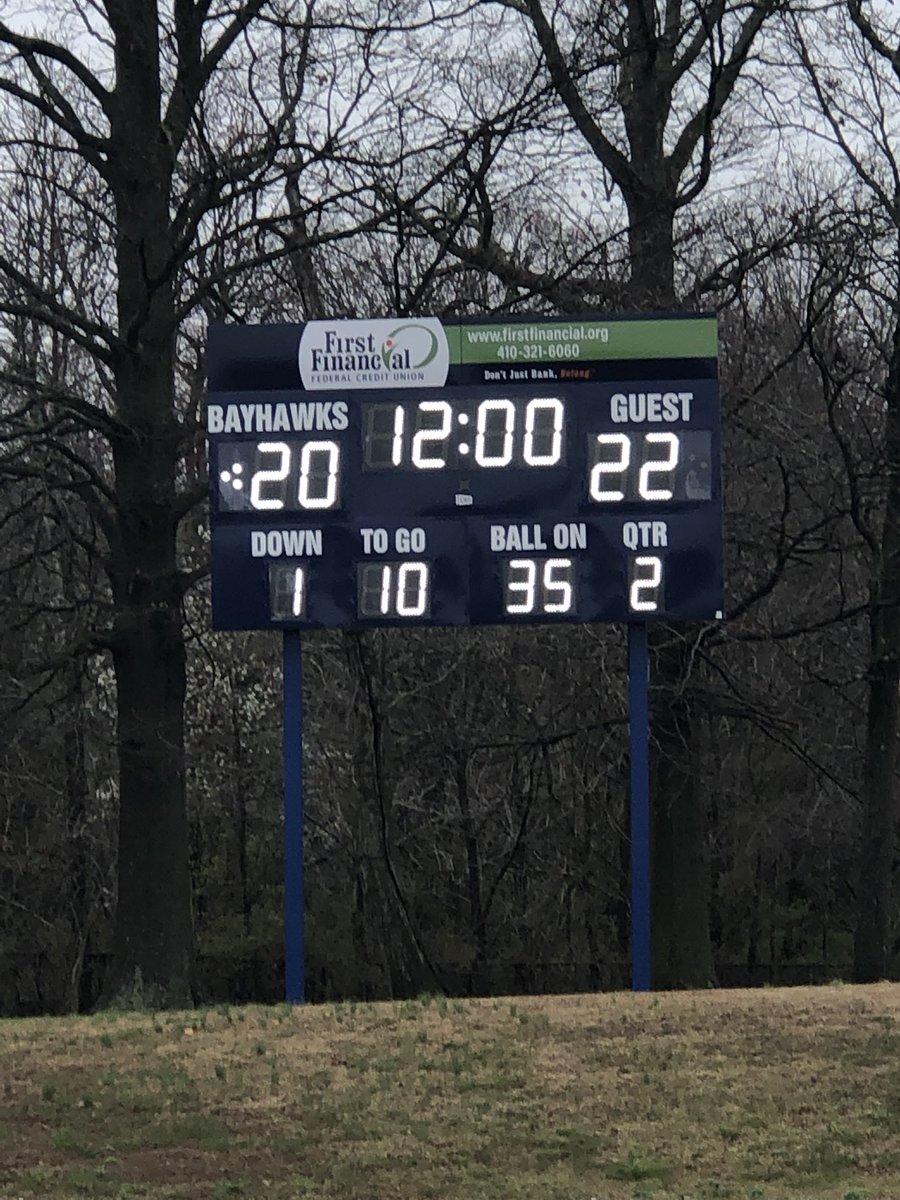 First
Financial
FEDERAL CREDIT UNION
www.firstfinancial.org
410-321-6060
Don't Just Bank, Belong
BAYHAWKS
12:00
GUEST
20
22
DOWN
TO GO
BALL ON
QTR
1
10
35
2